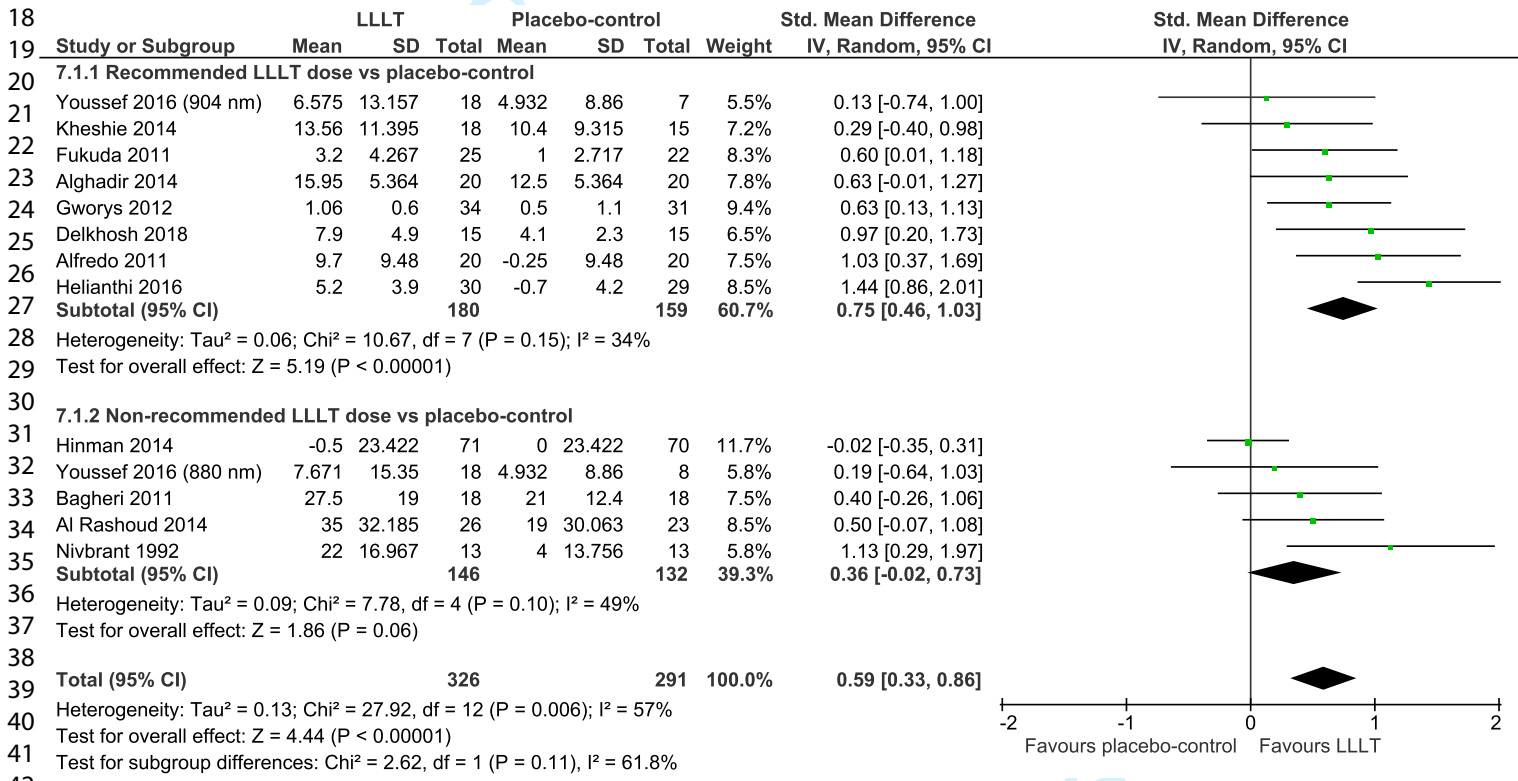 18 LLLT Placebo-control Std. Mean Difference Std. Mean Difference
19 Study or Subgroup Mean SD Total Mean SD Total Weight IV, Random, 95% CI IV, Random, 95% CI
20 7.1.1 Recommended LLLT dose vs placebo-control
21 Youssef 2016 (904 nm) 6.575 13.157 18 4.932 8.86 7 5.5% 0.13 [-0.74, 1.00]
Kheshie 2014 13.56 11.395 18 10.4 9.315 15 7.2% 0.29 [-0.40, 0.98]
22 Fukuda 2011 3.2 4.267 25 1 2.717 22 8.3% 0.60 [0.01, 1.18]
23 Alghadir 2014 15.95 5.364 20 12.5 5.364 20 7.8% 0.63 [-0.01, 1.27]
24 Gworys 2012 1.06 0.6 34 0.5 1.1 31 9.4% 0.63 [0.13, 1.13]
25 Delkhosh 2018 7.9 4.9 15 4.1 2.3 15 6.5% 0.97 [0.20, 1.73]
26 Alfredo 2011 9.7 9.48 20 -0.25 9.48 20 7.5% 1.03 [0.37, 1.69]
Helianthi 2016 5.2 3.9 30 -0.7 4.2 29 8.5% 1.44 [0.86, 2.01]
27 Subtotal (95% CI) 180 159 60.7% 0.75 [0.46, 1.03]
28 Heterogeneity: Tau² = 0.06; Chi² = 10.67, df = 7 (P = 0.15); I² = 34%
29 Test for overall effect: Z = 5.19 (P < 0.00001)
30
7.1.2 Non-recommended LLLT dose vs placebo-control
31 Hinman 2014 -0.5 23.422 71 0 23.422 70 11.7% -0.02 [-0.35, 0.31]
32 Youssef 2016 (880 nm) 7.671 15.35 18 4.932 8.86 8 5.8% 0.19 [-0.64, 1.03]
33 Bagheri 2011 27.5 19 18 21 12.4 18 7.5% 0.40 [-0.26, 1.06]
34 Al Rashoud 2014 35 32.185 26 19 30.063 23 8.5% 0.50 [-0.07, 1.08]
35 Nivbrant 1992 22 16.967 13 4 13.756 13 5.8% 1.13 [0.29, 1.97]
Subtotal (95% CI) 146 132 39.3% 0.36 [-0.02, 0.73]
36 Heterogeneity: Tau² = 0.09; Chi² = 7.78, df = 4 (P = 0.10); I² = 49%
37 Test for overall effect: Z = 1.86 (P = 0.06)
38
39 Total (95% CI) 326 291 100.0% 0.59 [0.33, 0.86]
40 Heterogeneity: Tau² = 0.13; Chi² = 27.92, df = 12 (P = 0.006); I² = 57%
-2 -1 0 1 2
Test for overall effect: Z = 4.44 (P < 0.00001)
Favours placebo-control Favours LLLT
41 Test for subgroup differences: Chi² = 2.62, df = 1 (P = 0.11), I² = 61.8%